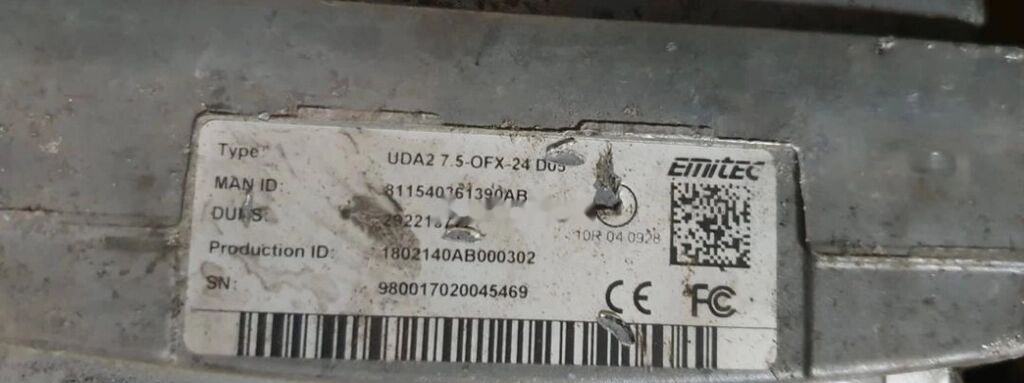 Type UDA2 7.5-OFX-24 D05
EMITEC
MAN ID:
DUNS:
10R 04 0928
Production ID: 1802140AB000302
SN: 980017020045469
CE FC